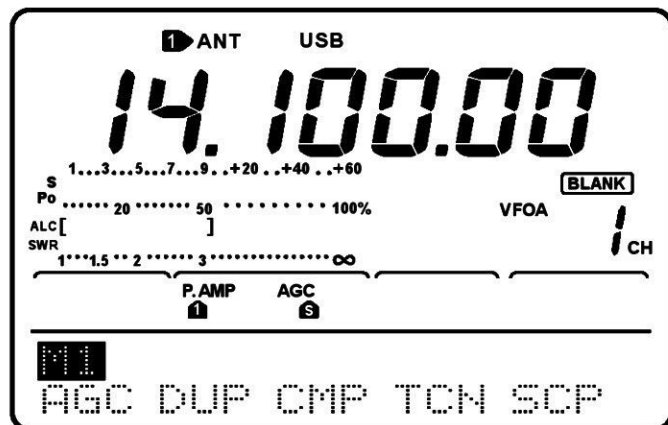 1 ANT USB
14.100.00
1...3...5...7...9..+20..+40..+60
S
BLANK
Po ...... 20 ........ 50 .......... 100% VFOA
ALC [ ] 1 CH
SWR
1··1.5··2······3···············∞
P.AMP AGC
1 S
M1
AGC DUP CMP TCN SCP